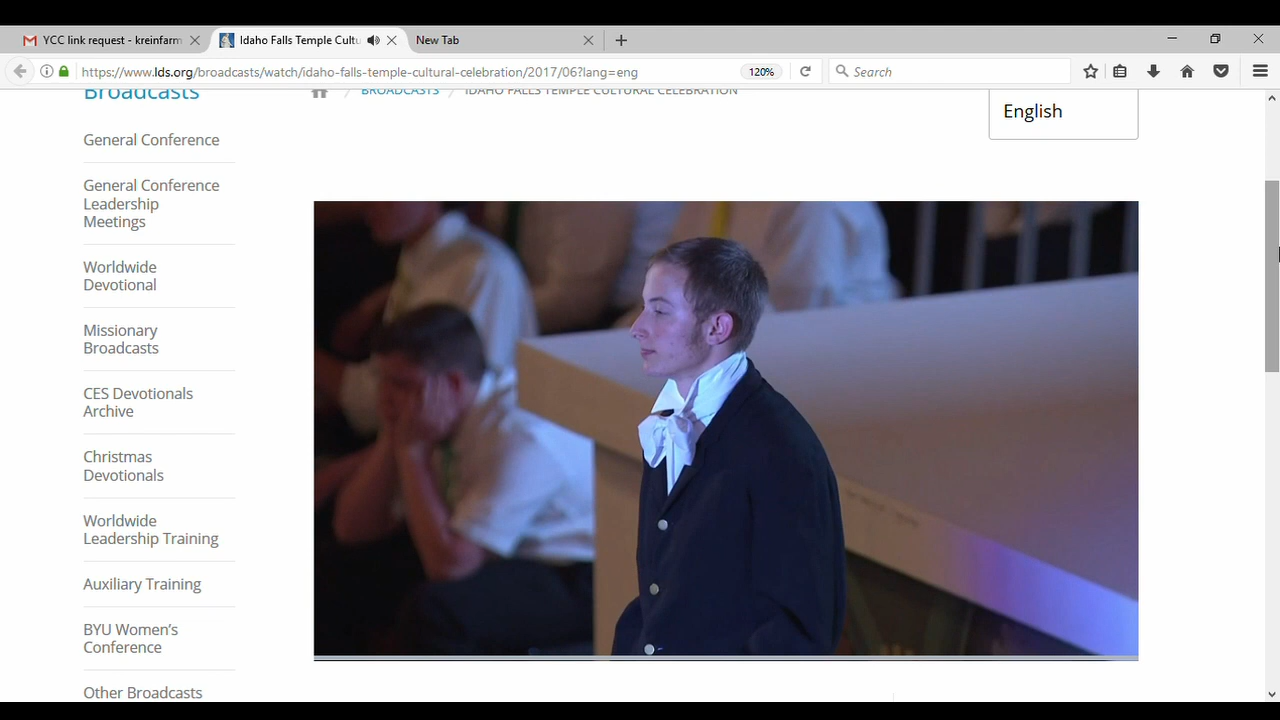 YCC link request - kreinfarm
Idaho Falls Temple Cultu
New Tab
https://www.lds.org/broadcasts/watch/idaho-falls-temple-cultural-celebration/2017/06?lang=eng
120%
Search
Broadcasts
BROADCASTS / IDAHO FALLS TEMPLE CULTURAL CELEBRATION
English
General Conference
General Conference
Leadership
Meetings
Worldwide
Devotional
Missionary
Broadcasts
CES Devotionals
Archive
Christmas
Devotionals
Worldwide
Leadership Training
Auxiliary Training
BYU Women's
Conference
Other Broadcasts